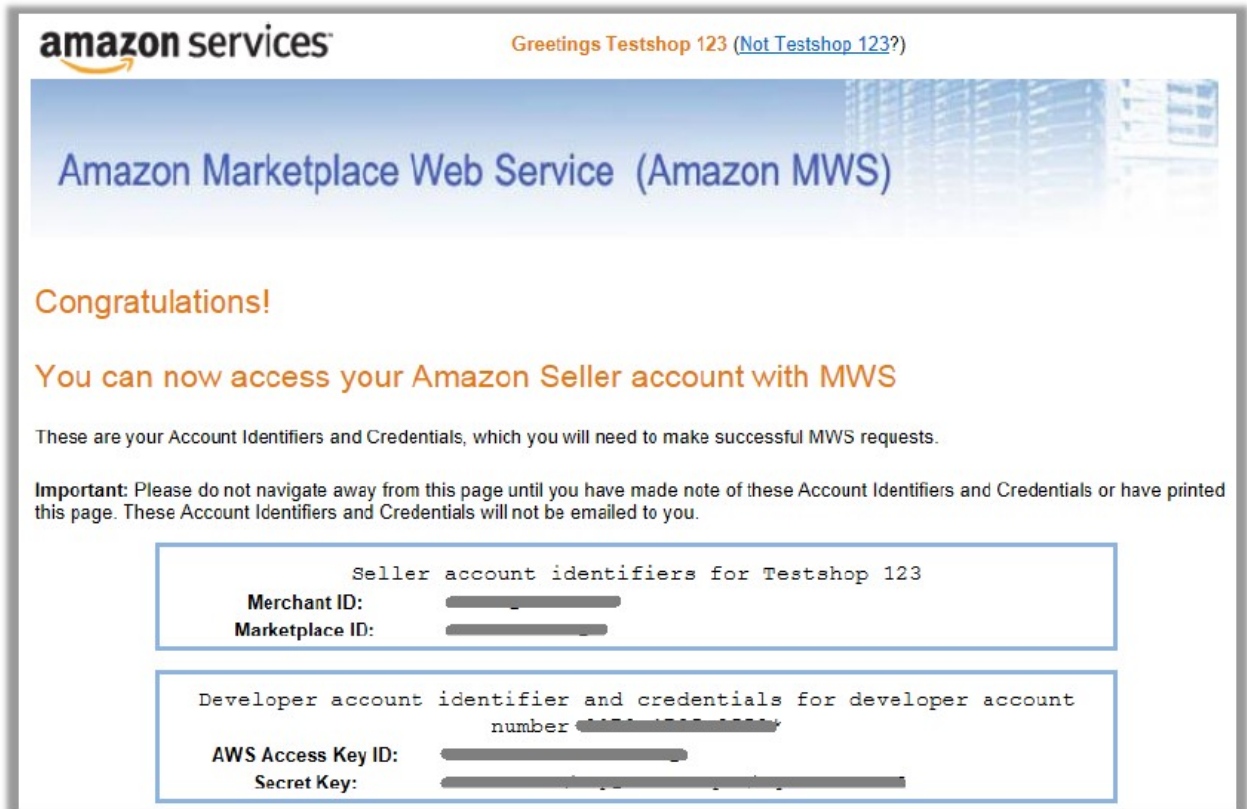 amazon services
Greetings Testshop 123 (Not Testshop 123?)
Amazon Marketplace Web Service (Amazon MWS)
Congratulations!
You can now access your Amazon Seller account with MWS
These are your Account Identifiers and Credentials, which you will need to make successful MWS requests.
Important: Please do not navigate away from this page until you have made note of these Account Identifiers and Credentials or have printed
this page. These Account Identifiers and Credentials will not be emailed to you.
Seller account identifiers for Testshop 123
Merchant ID:
Marketplace ID:
Developer account identifier and credentials for developer account
number
AWS Access Key ID:
Secret Key: